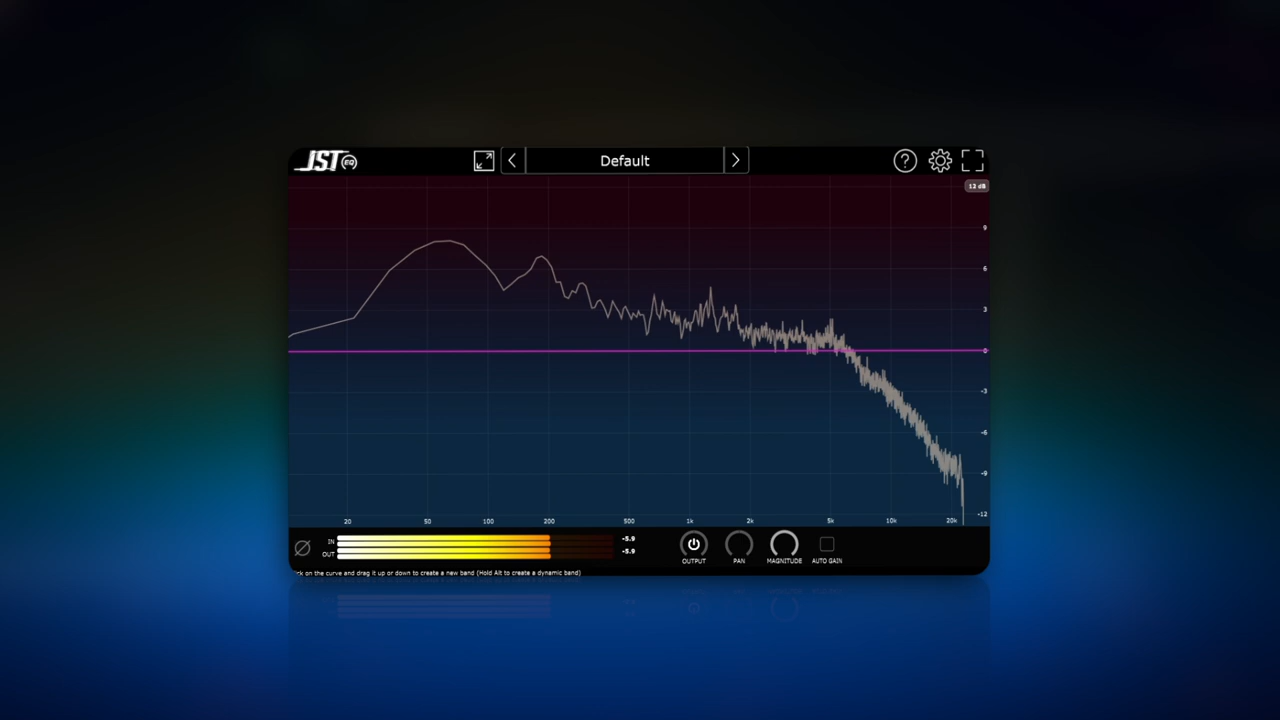 JST EQ
Default
?
12 dB
9
6
3
0
-3
-6
-9
-12
20 50 100 200 500 1k 2k 5k 10k 20k
IN -5.9
OUT -5.9
OUTPUT PAN MAGNITUDE AUTO GAIN
ick on the curve and drag it up or down to create a new band (Hold Alt to create a dynamic band)